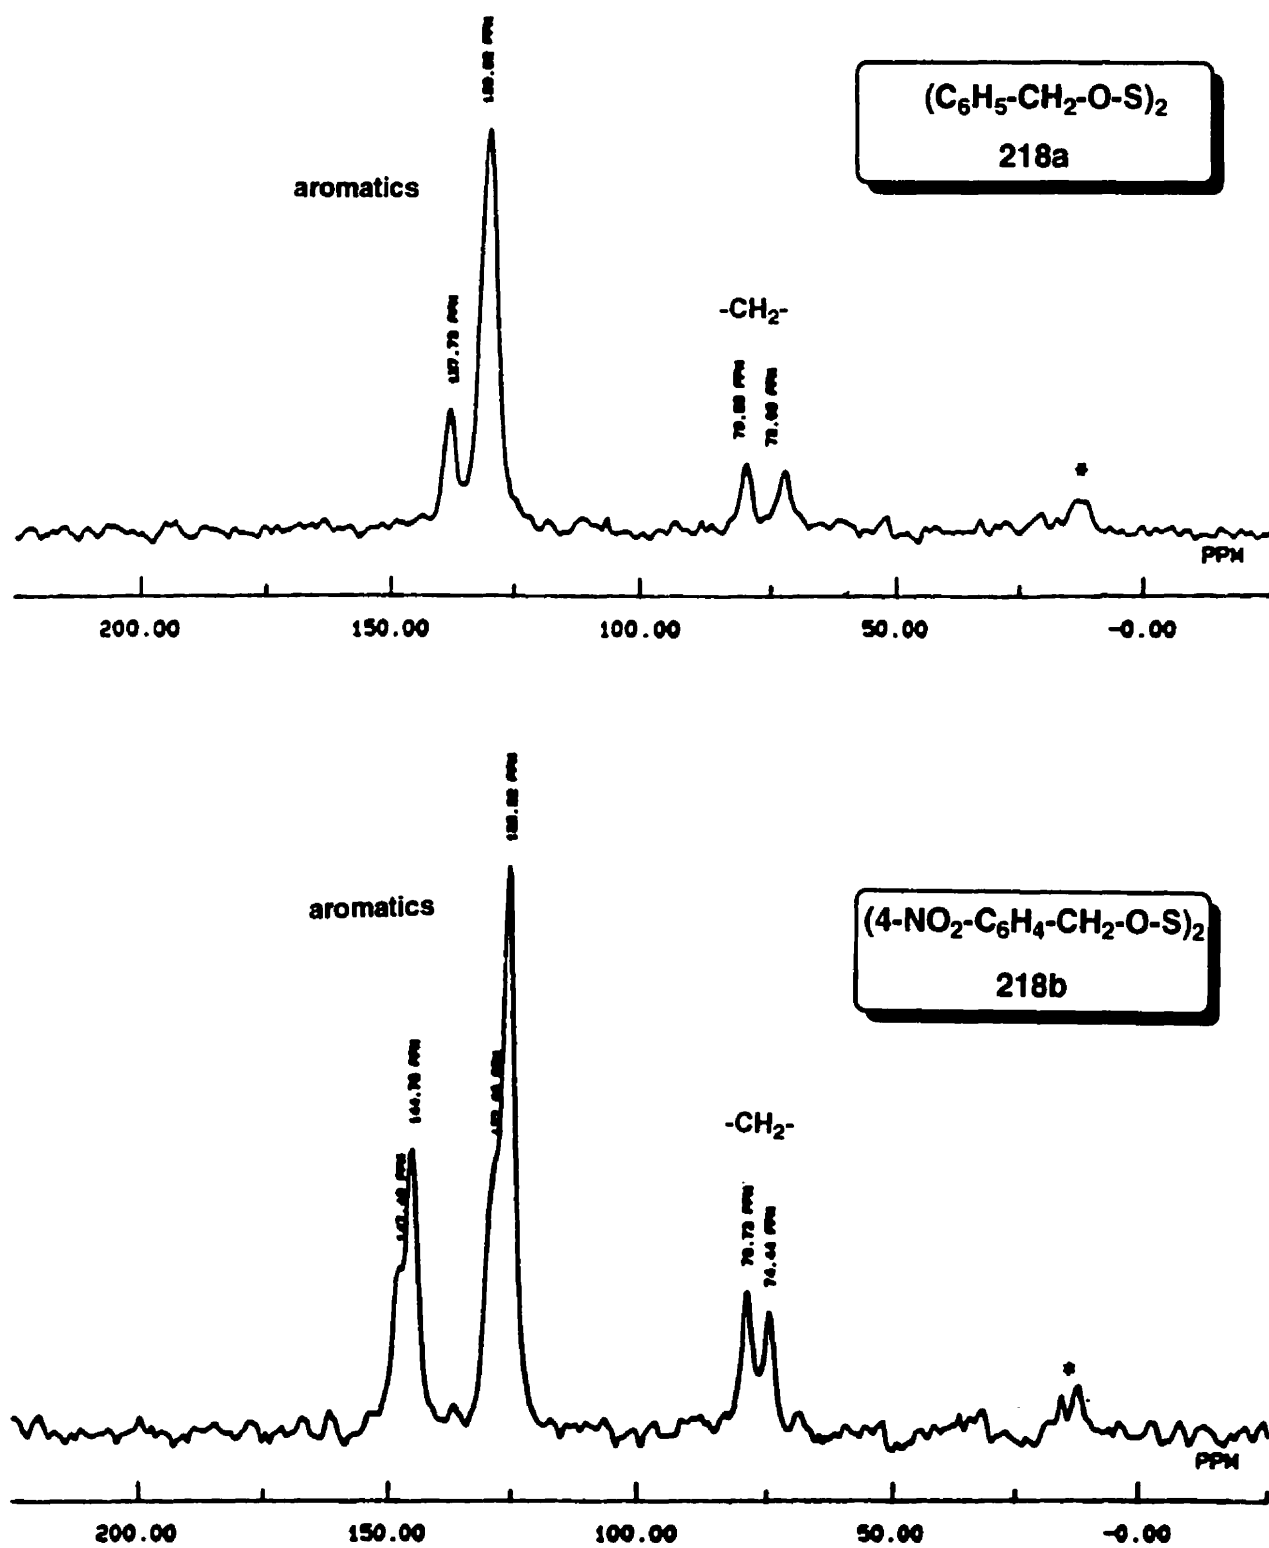 (C₆H₅-CH₂-O-S)₂
218a
aromatics
-CH₂-
*
PPM
200.00 150.00 100.00 50.00 -0.00
aromatics
144.70 PPM
(4-NO₂-C₆H₄-CH₂-O-S)₂
218b
-CH₂-
78.73 PPM
74.44 PPM
*
PPM
200.00 150.00 100.00 50.00 -0.00